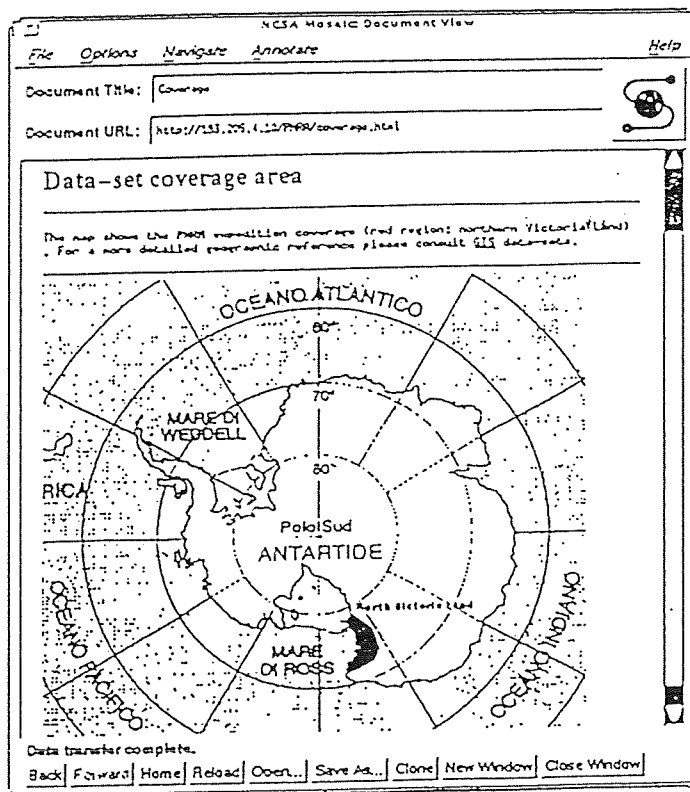 NCSA Mosaic Document View
File Options Navigate Annotate Help
Document Title: Coverage
Document URL:
Data-set coverage area
The map shows the expedition coverage (red region: northern VictoriaLand)
. For a more detailed geographic reference please consult GIS data-sets.
OCEANO ATLANTICO
60°
70°
MARE DI
WEDDELL
80°
RICA
Polo Sud
ANTARTIDE
North Victoria Land
MARE
DI ROSS
OCEANO PACIFICO
OCEANO INDIANO
Data transfer complete.
Back Forward Home Reload Open... Save As... Clone New Window Close Window